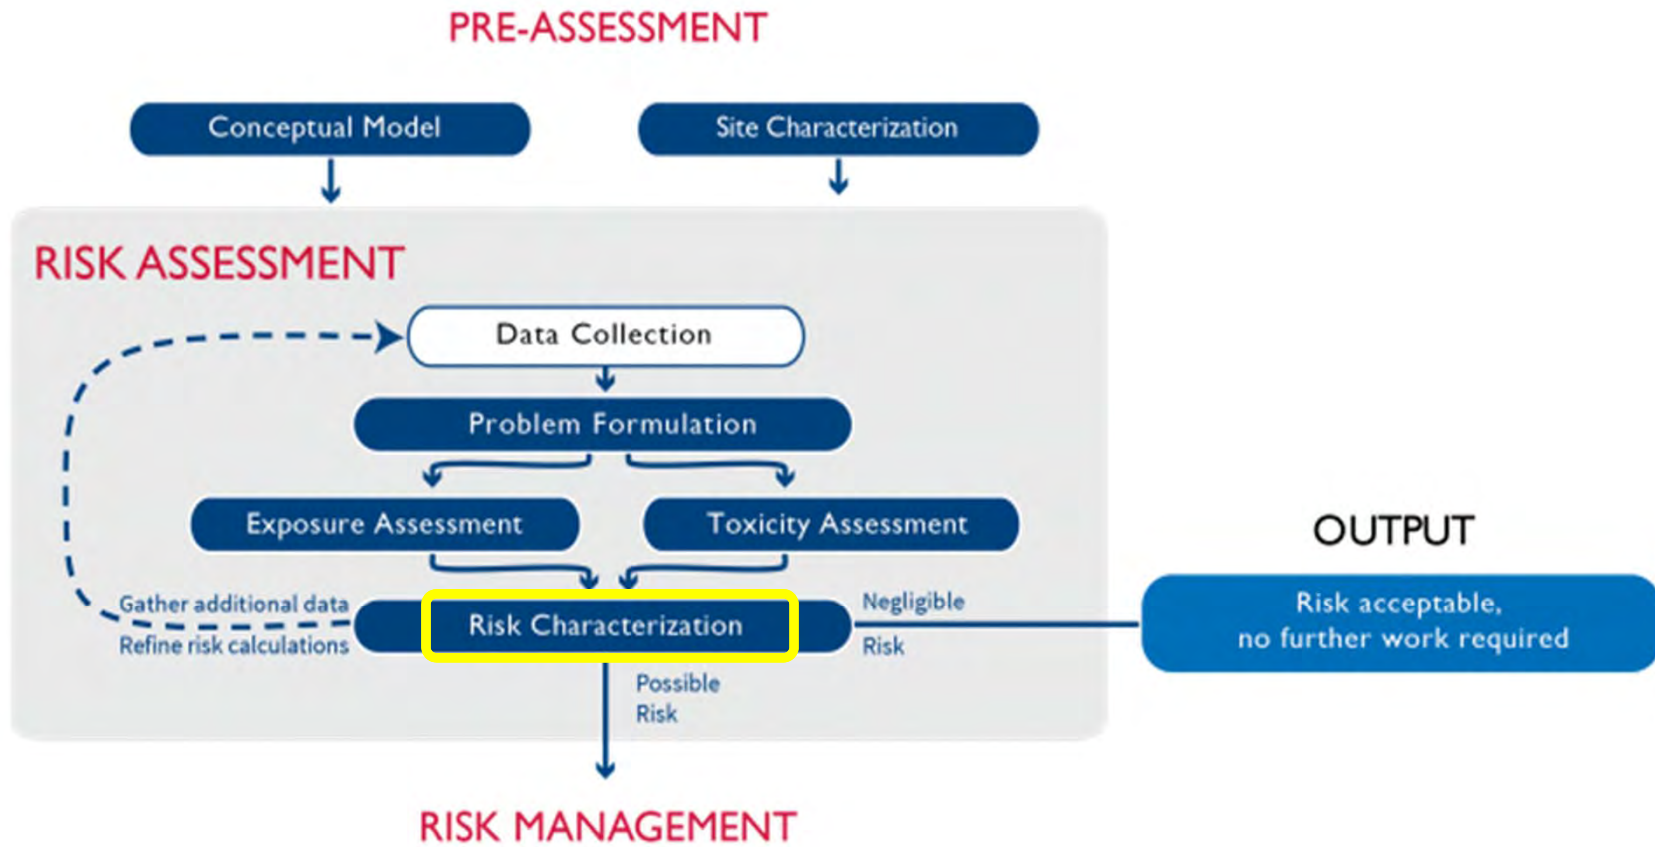 PRE-ASSESSMENT
Conceptual Model
Site Characterization
RISK ASSESSMENT
Data Collection
Problem Formulation
Exposure Assessment
Toxicity Assessment
OUTPUT
Gather additional data
Refine risk calculations
Risk Characterization
Negligible
Risk
Risk acceptable,
no further work required
Possible
Risk
RISK MANAGEMENT